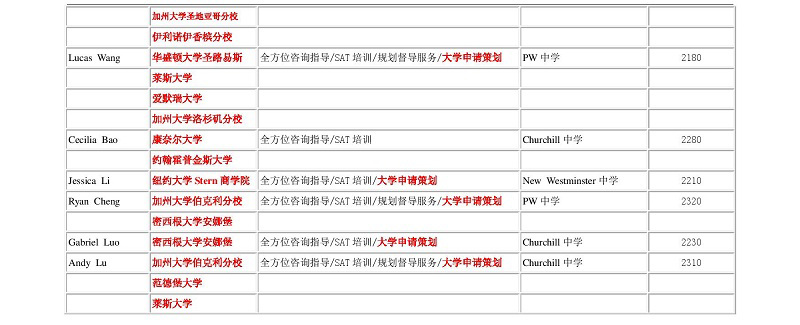 加州大学圣地亚哥分校
伊利诺伊香槟分校
Lucas Wang 华盛顿大学圣路易斯 全方位咨询指导/SAT 培训/规划督导服务/大学申请策划 PW 中学 2180
莱斯大学
爱默瑞大学
加州大学洛杉矶分校
Cecilia Bao 康奈尔大学 全方位咨询指导/SAT 培训 Churchill 中学 2280
约翰霍普金斯大学
Jessica Li 纽约大学 Stern 商学院 全方位咨询指导/SAT 培训/大学申请策划 New Westminster 中学 2210
Ryan Cheng 加州大学伯克利分校 全方位咨询指导/SAT 培训/规划督导服务/大学申请策划 PW 中学 2320
密西根大学安娜堡
Gabriel Luo 密西根大学安娜堡 全方位咨询指导/SAT 培训/大学申请策划 Churchill 中学 2230
Andy Lu 加州大学伯克利分校 全方位咨询指导/SAT 培训/规划督导服务/大学申请策划 Churchill 中学 2310
范德堡大学
莱斯大学